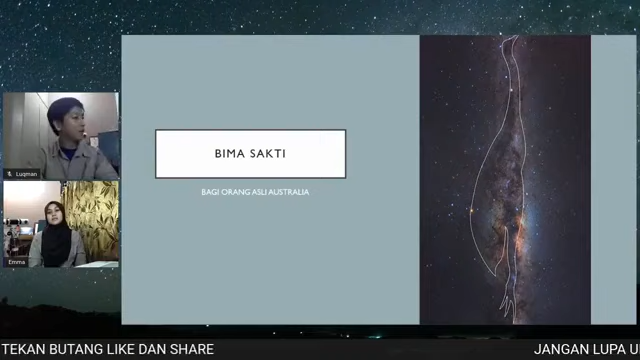 BIMA SAKTI
BAGI ORANG ASLI AUSTRALIA
Luqman
Emma
TEKAN BUTANG LIKE DAN SHARE
JANGAN LUPA U